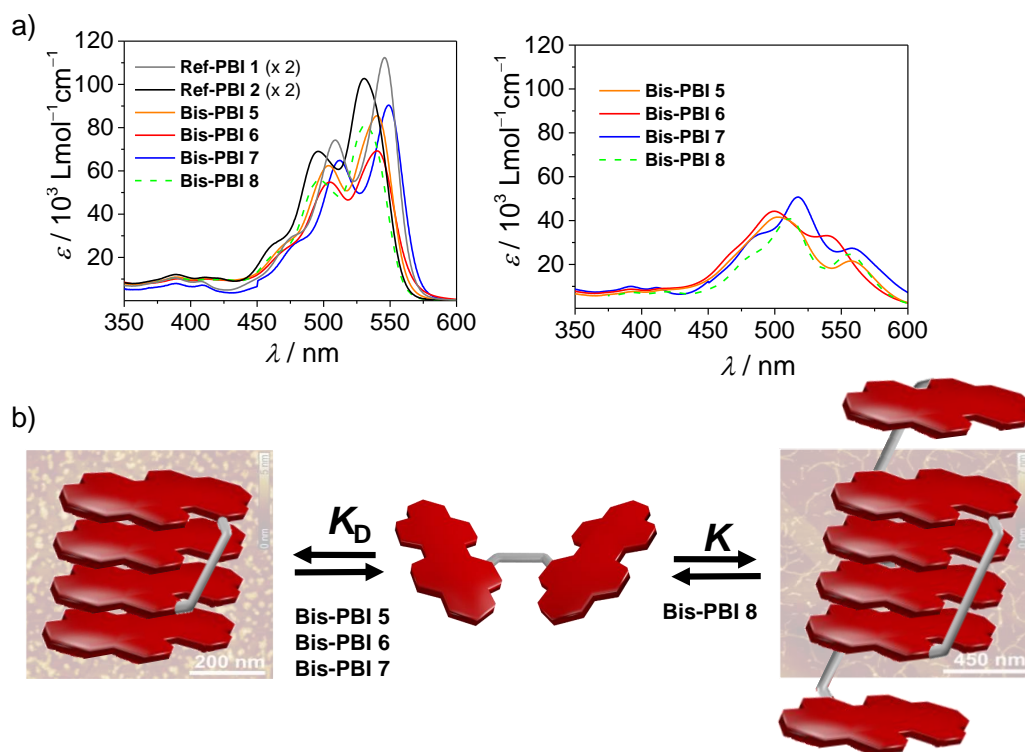 a)
120
100
80
60
40
20
ε / 10³ Lmol⁻¹cm⁻¹
Ref-PBI 1 (x 2)
Ref-PBI 2 (x 2)
Bis-PBI 5
Bis-PBI 6
Bis-PBI 7
Bis-PBI 8
350 400 450 500 550 600
λ / nm
120
100
80
60
40
20
ε / 10³ Lmol⁻¹cm⁻¹
Bis-PBI 5
Bis-PBI 6
Bis-PBI 7
Bis-PBI 8
350 400 450 500 550 600
λ / nm
b)
200 nm
K_D
Bis-PBI 5
Bis-PBI 6
Bis-PBI 7
K
Bis-PBI 8
450 nm